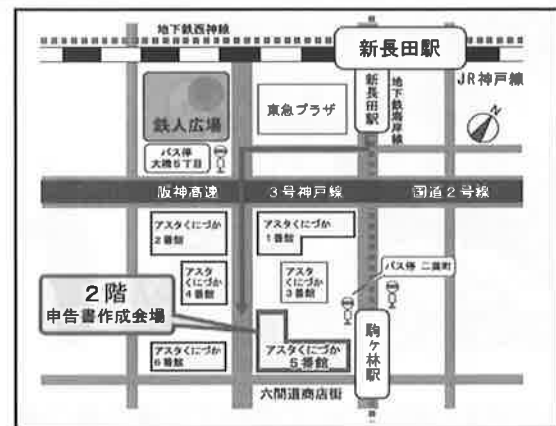 地下鉄西神線
新長田駅
JR神戸線
新長田駅
地下鉄海岸線
N
鉄人広場
東急プラザ
バス停
大橋5丁目
阪神高速 3号神戸線 国道2号線
アスタくにづか
2番館
アスタくにづか
1番館
アスタ
くにづか
4番館
アスタ
くにづか
3番館
バス停 二葉町
2階
申告書作成会場
アスタくにづか
6番館
アスタくにづか
5番館
駒ヶ林駅
六間道商店街